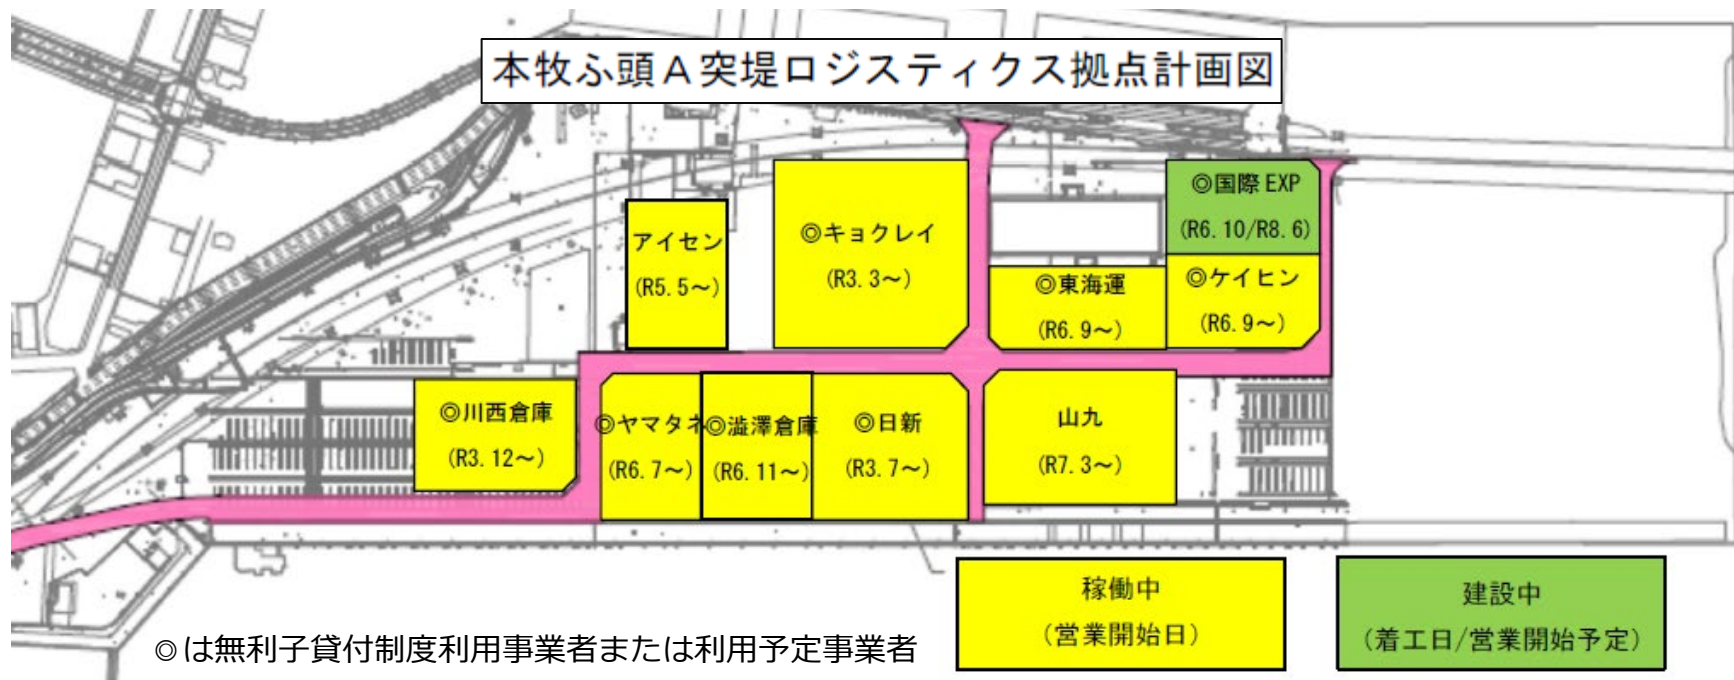 本牧ふ頭A突堤ロジスティクス拠点計画図
アイセン
(R5.5～)
◎キョクレイ
(R3.3～)
◎国際EXP
(R6.10/R8.6)
◎東海運
(R6.9～)
◎ケイヒン
(R6.9～)
◎川西倉庫
(R3.12～)
◎ヤマタネ
(R6.7～)
◎澁澤倉庫
(R6.11～)
◎日新
(R3.7～)
山九
(R7.3～)
稼働中
(営業開始日)
建設中
(着工日/営業開始予定)
◎は無利子貸付制度利用事業者または利用予定事業者